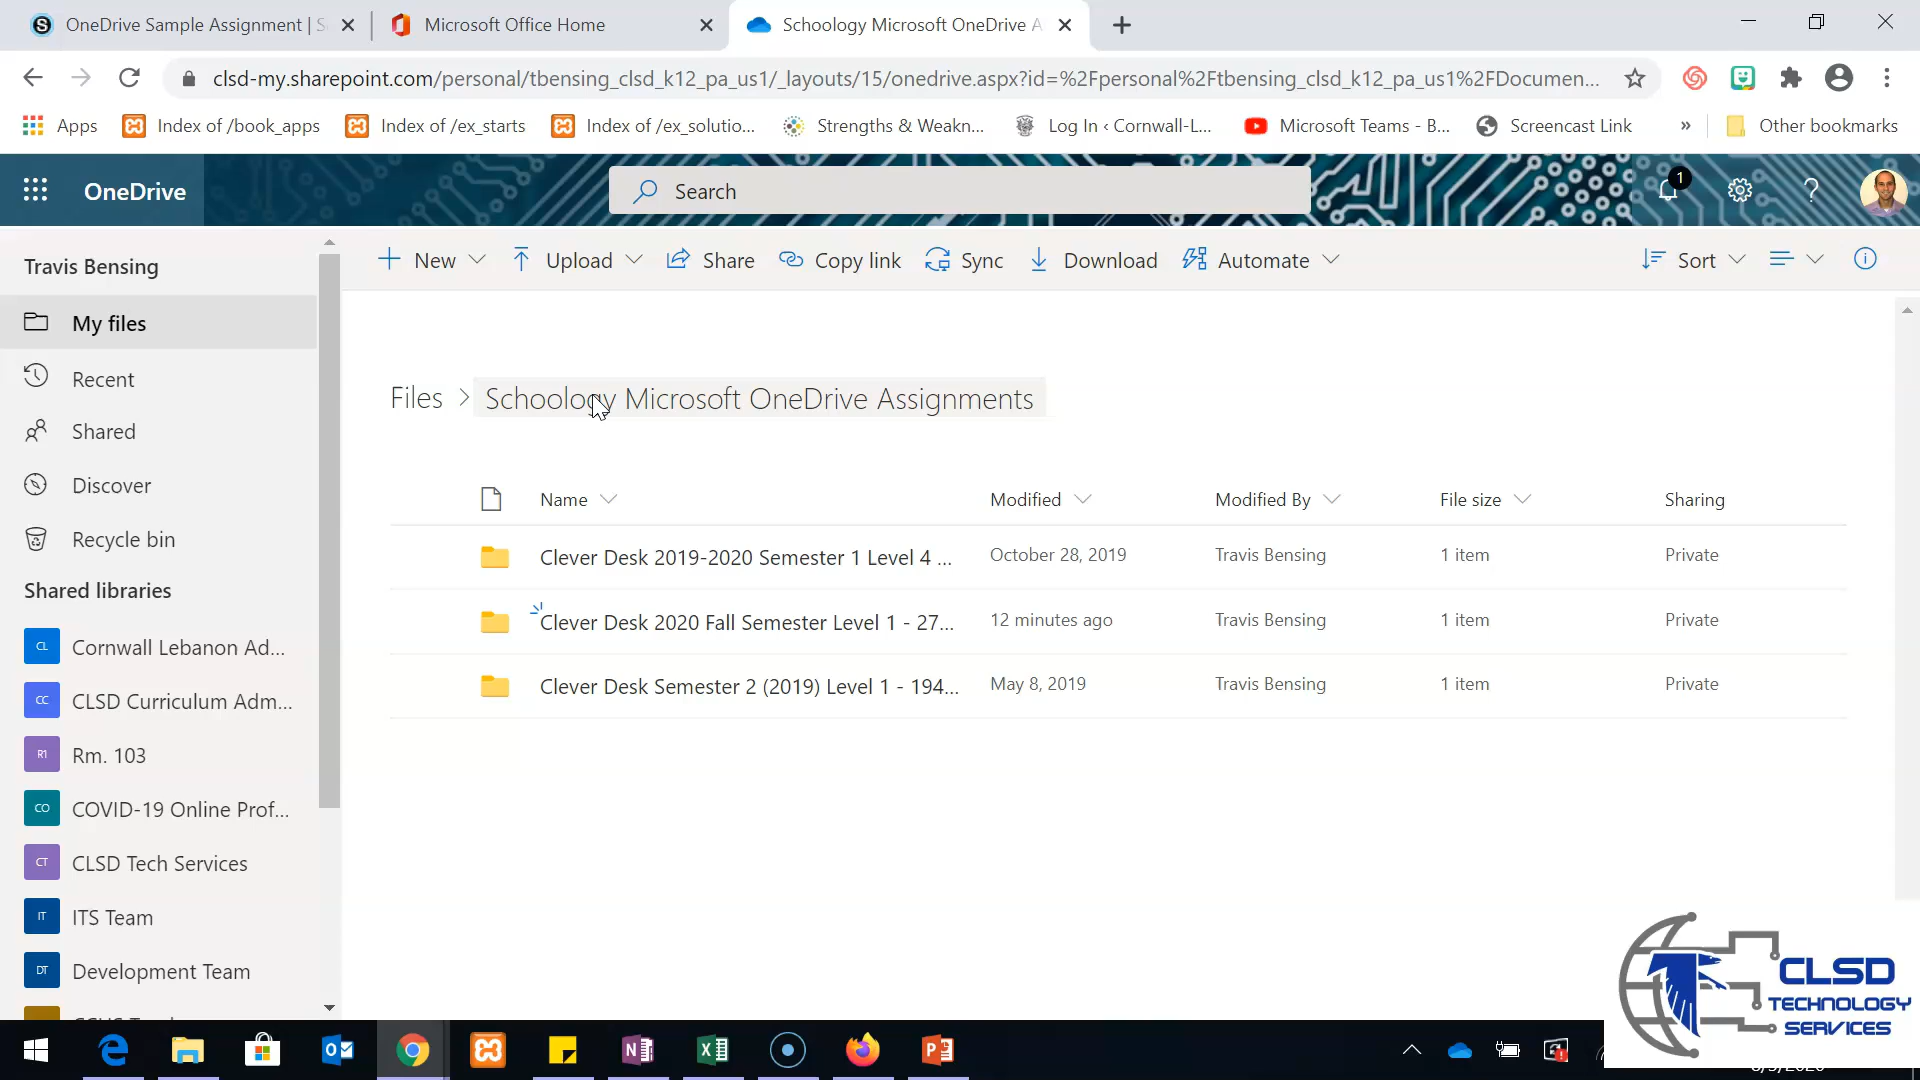 OneDrive Sample Assignment | S
Microsoft Office Home
Schoology Microsoft OneDrive A
clsd-my.sharepoint.com/personal/tbensing_clsd_k12_pa_us1/_layouts/15/onedrive.aspx?id=%2Fpersonal%2Ftbensing_clsd_k12_pa_us1%2FDocumen...
Apps
Index of /book_apps
Index of /ex_starts
Index of /ex_solutio...
Strengths & Weakn...
Log In ‹ Cornwall-L...
Microsoft Teams - B...
Screencast Link
»
Other bookmarks
OneDrive
Search
1
?
Travis Bensing
New
Upload
Share
Copy link
Sync
Download
Automate
Sort
My files
Recent
Shared
Discover
Recycle bin
Shared libraries
CL Cornwall Lebanon Ad...
CC CLSD Curriculum Adm...
R1 Rm. 103
CO COVID-19 Online Prof...
CT CLSD Tech Services
IT ITS Team
DT Development Team
Files > Schoology Microsoft OneDrive Assignments
Name Modified Modified By File size Sharing
Clever Desk 2019-2020 Semester 1 Level 4 ... October 28, 2019 Travis Bensing 1 item Private
Clever Desk 2020 Fall Semester Level 1 - 27... 12 minutes ago Travis Bensing 1 item Private
Clever Desk Semester 2 (2019) Level 1 - 194... May 8, 2019 Travis Bensing 1 item Private
CLSD
TECHNOLOGY
SERVICES